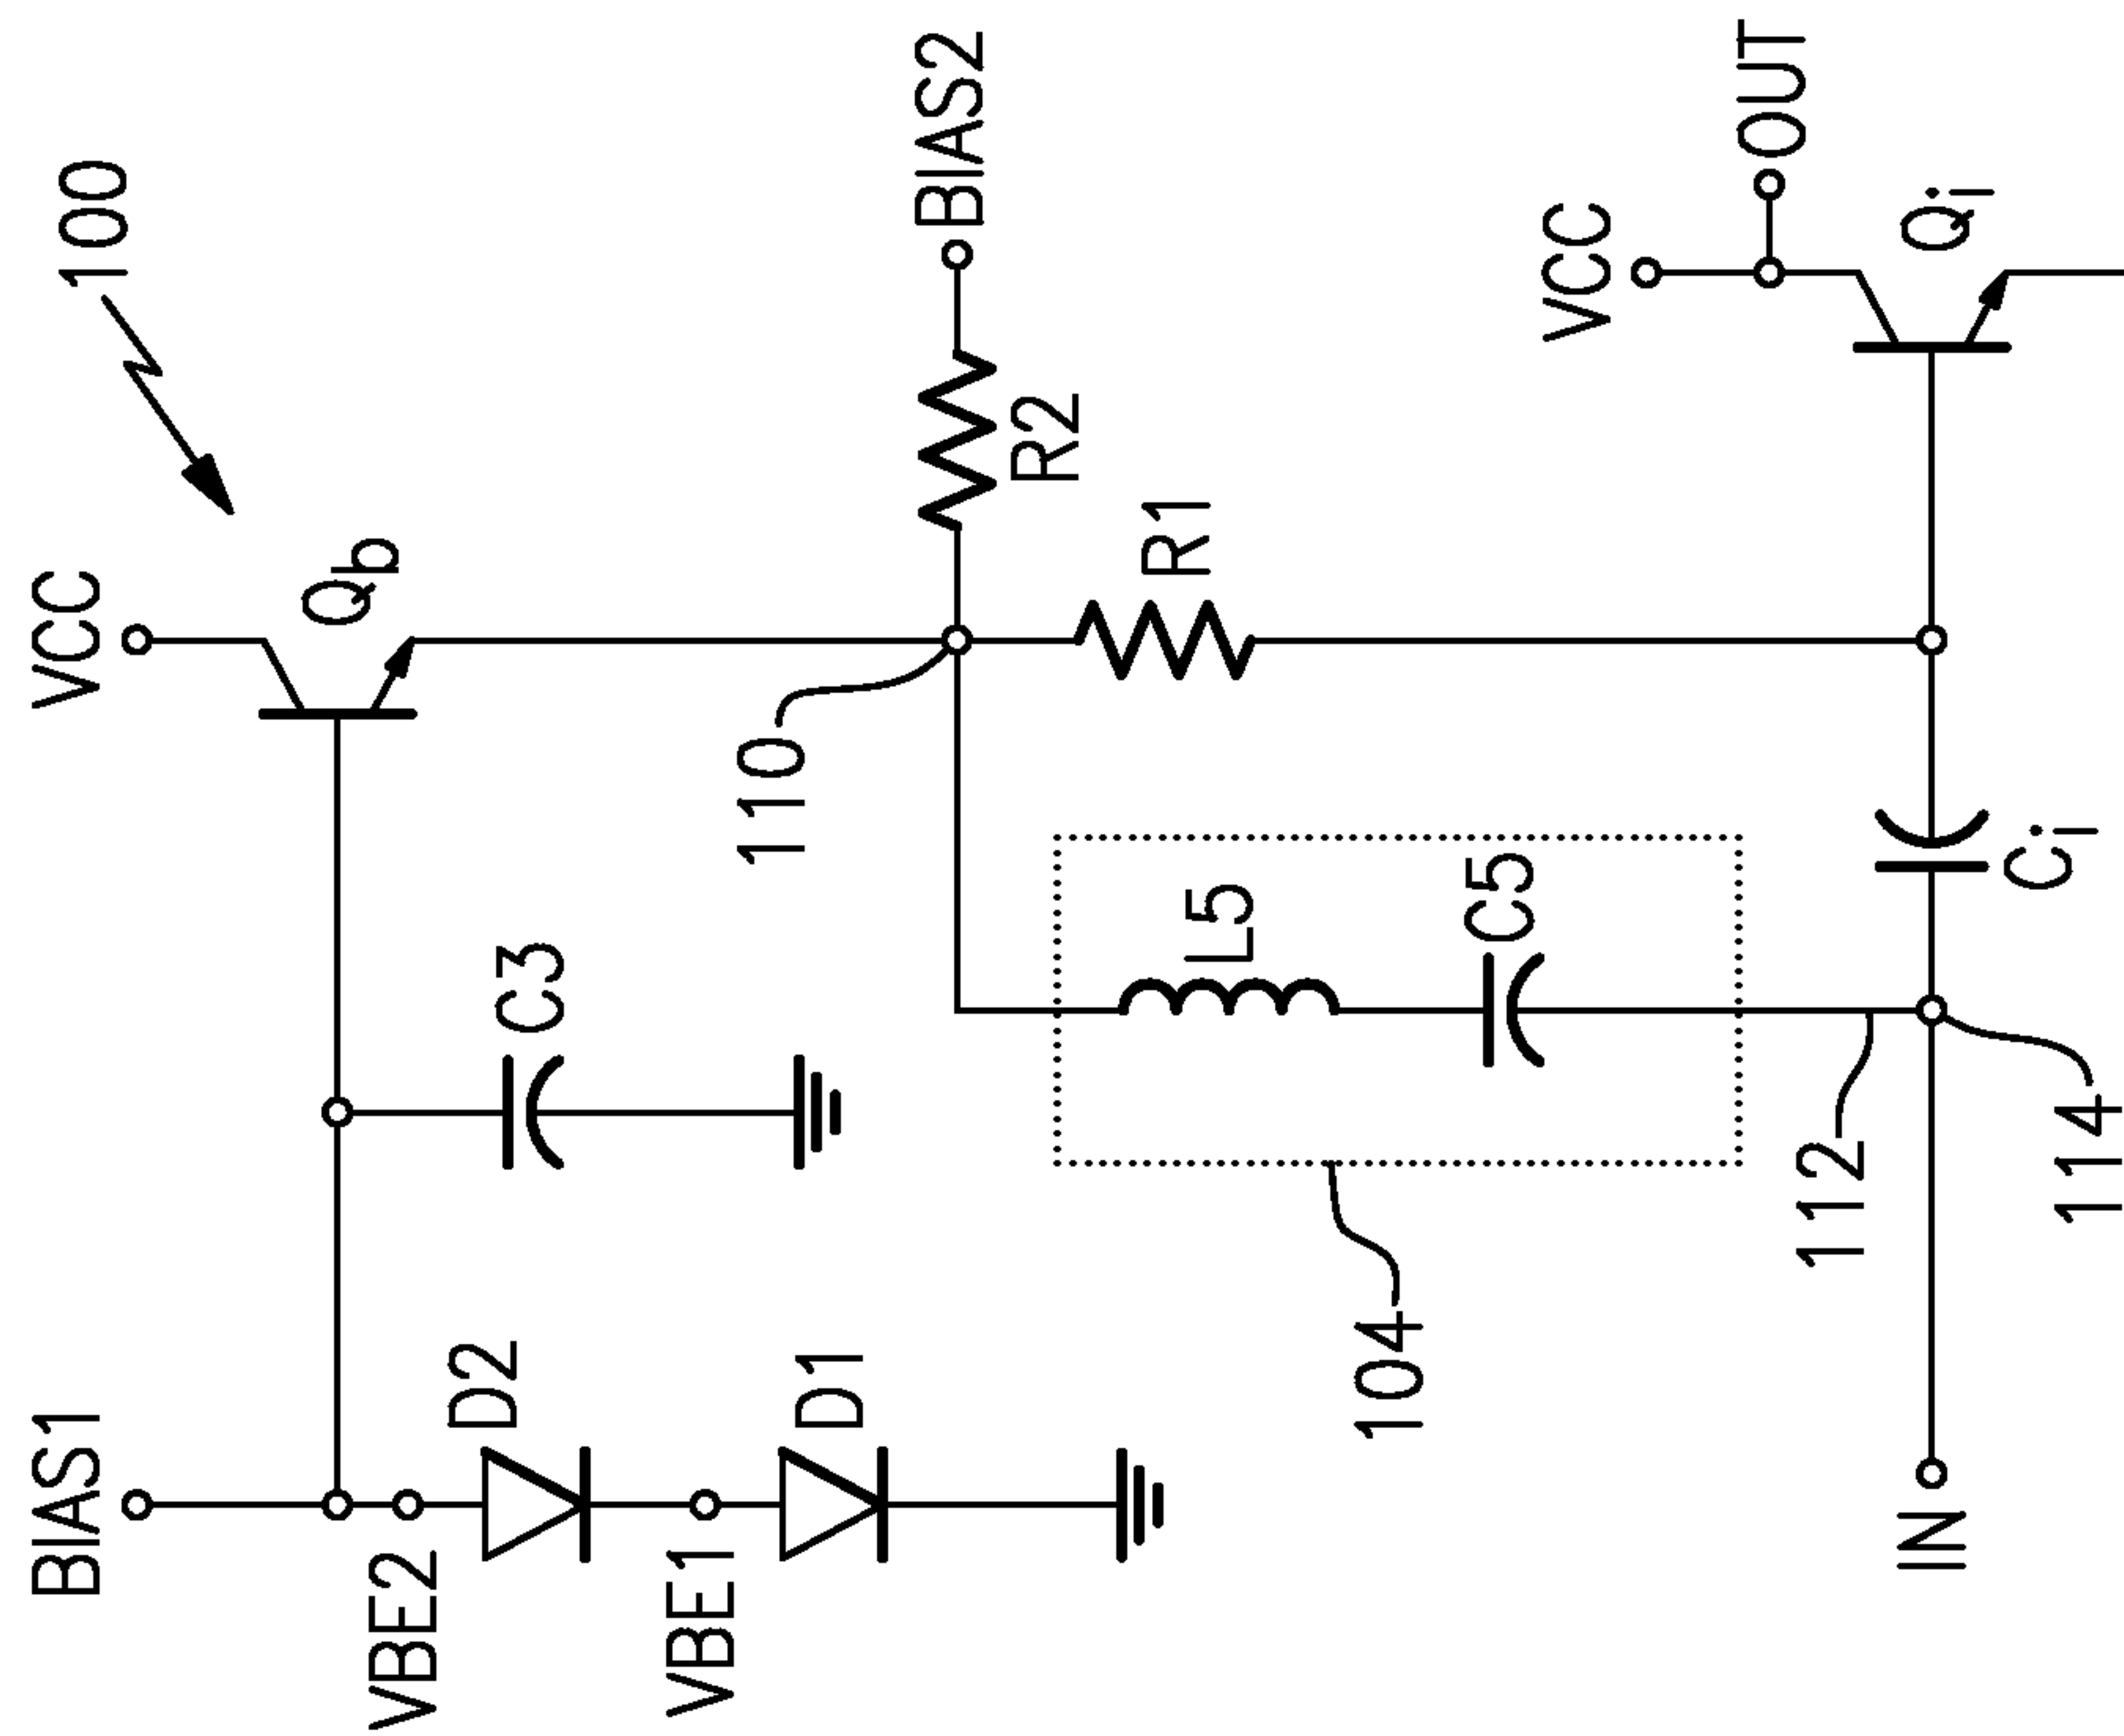 100
BIAS1
VCC
Qb
VBE2
D2
C3
VBE1
D1
110
BIAS2
R2
R1
L5
C5
104
VCC
OUT
Qi
112
114
Ci
IN